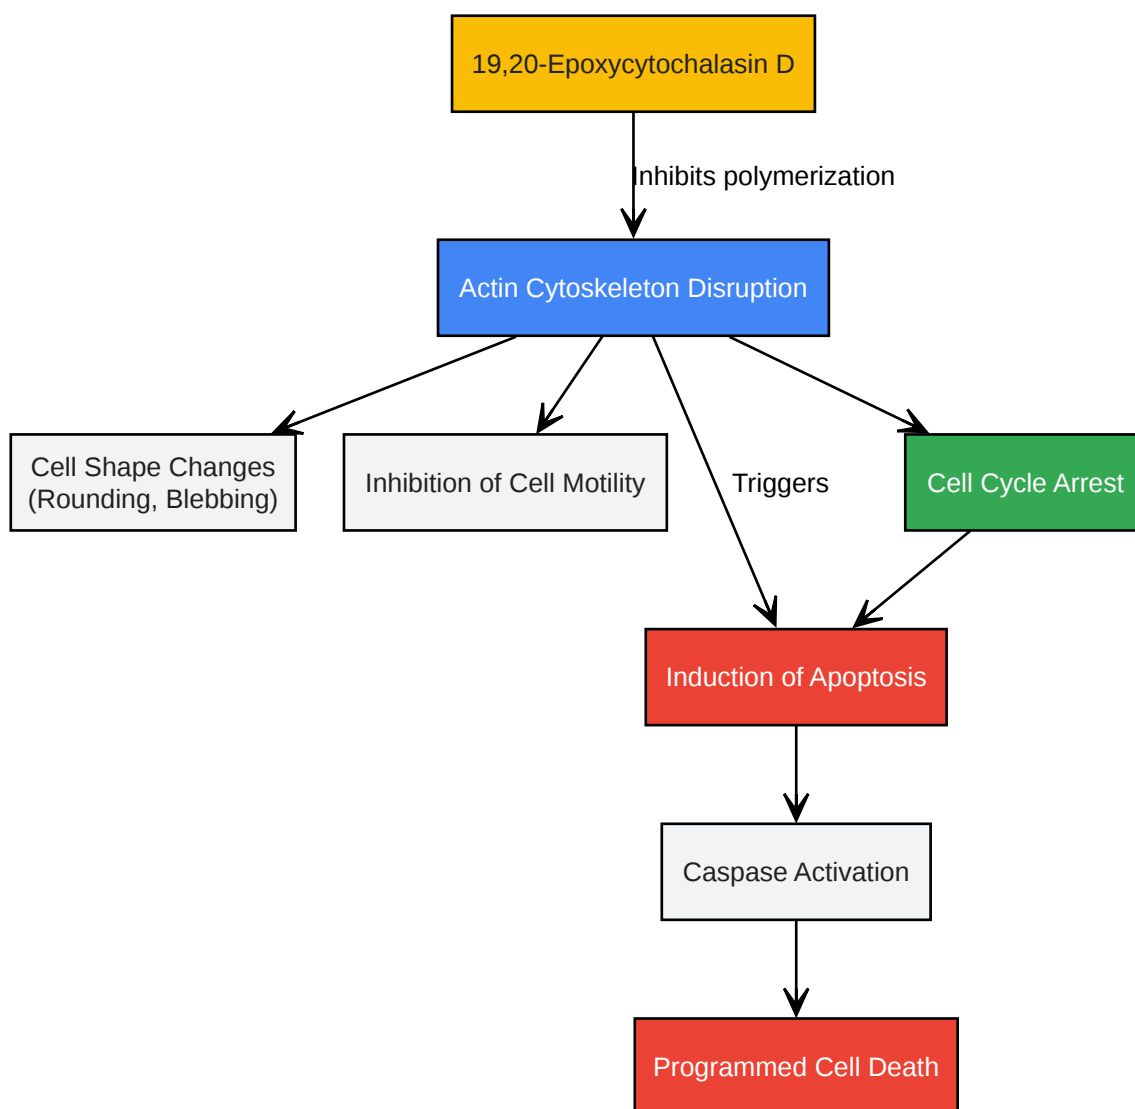 19,20-Epoxycytochalasin D
Inhibits polymerization
Actin Cytoskeleton Disruption
Cell Shape Changes
(Rounding, Blebbing)
Inhibition of Cell Motility
Triggers
Cell Cycle Arrest
Induction of Apoptosis
Caspase Activation
Programmed Cell Death